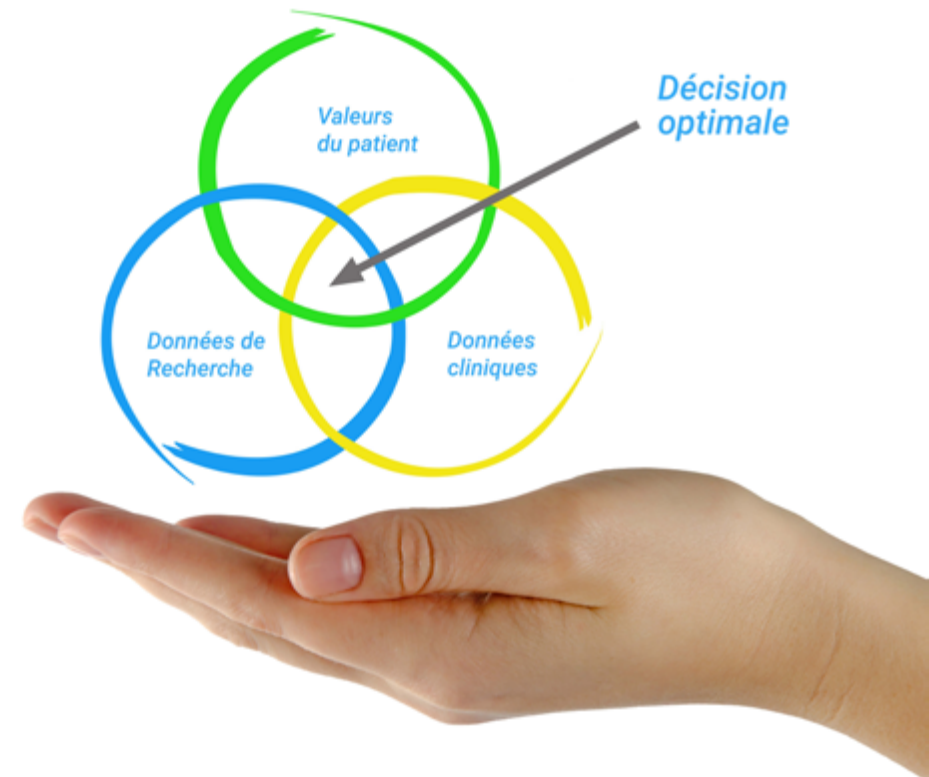 Valeurs
du patient
Décision
optimale
Données de
Recherche
Données
cliniques